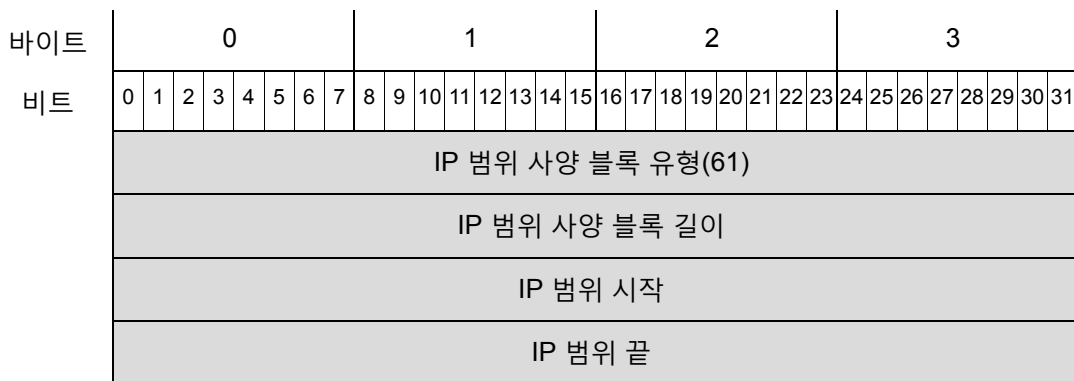 바이트 0 1 2 3
비트 0 1 2 3 4 5 6 7 8 9 10 11 12 13 14 15 16 17 18 19 20 21 22 23 24 25 26 27 28 29 30 31
IP 범위 사양 블록 유형(61)
IP 범위 사양 블록 길이
IP 범위 시작
IP 범위 끝